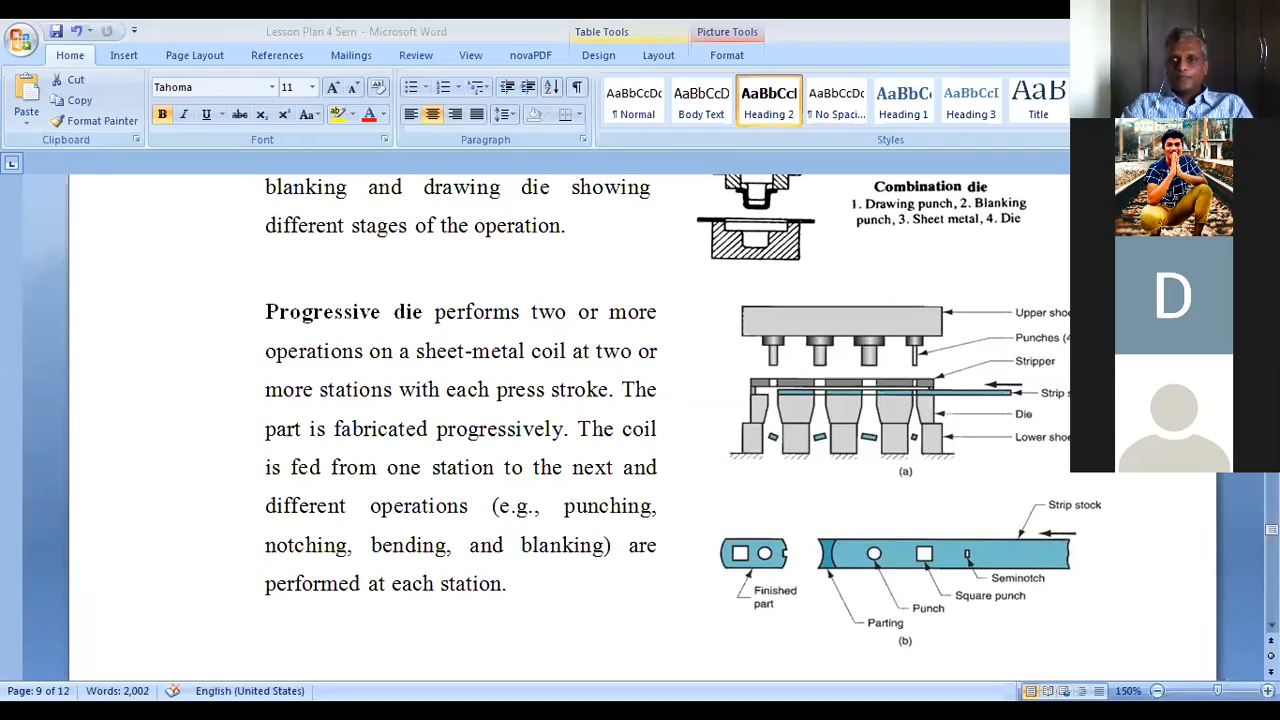 Lesson Plan 4 Sem - Microsoft Word
Table Tools
Picture Tools
Home
Insert
Page Layout
References
Mailings
Review
View
novaPDF
Design
Layout
Format
Paste
Cut
Copy
Format Painter
Clipboard
Tahoma
11
Font
Paragraph
AaBbCcDc
¶ Normal
AaBbCcD
Body Text
AaBbCcI
Heading 2
AaBbCcDc
¶ No Spaci...
AaBbC
Heading 1
AaBbCcI
Heading 3
AaBb
Title
Styles
blanking and drawing die showing
different stages of the operation.
Combination die
1. Drawing punch, 2. Blanking
punch, 3. Sheet metal, 4. Die
Progressive die performs two or more
operations on a sheet-metal coil at two or
more stations with each press stroke. The
part is fabricated progressively. The coil
is fed from one station to the next and
different operations (e.g., punching,
notching, bending, and blanking) are
performed at each station.
Upper shoe
Punches (4
Stripper
Strip s
Die
Lower shoe
(a)
Strip stock
Seminotch
Square punch
Punch
Parting
Finished
part
(b)
D
Page: 9 of 12
Words: 2,002
English (United States)
150%